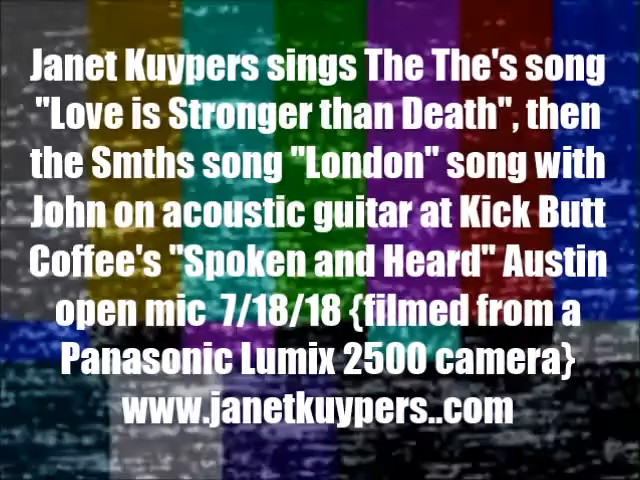 Janet Kuypers sings The The's song
"Love is Stronger than Death", then
the Smths song "London" song with
John on acoustic guitar at Kick Butt
Coffee's "Spoken and Heard" Austin
open mic  7/18/18 {filmed from a
Panasonic Lumix 2500 camera}
www.janetkuypers..com